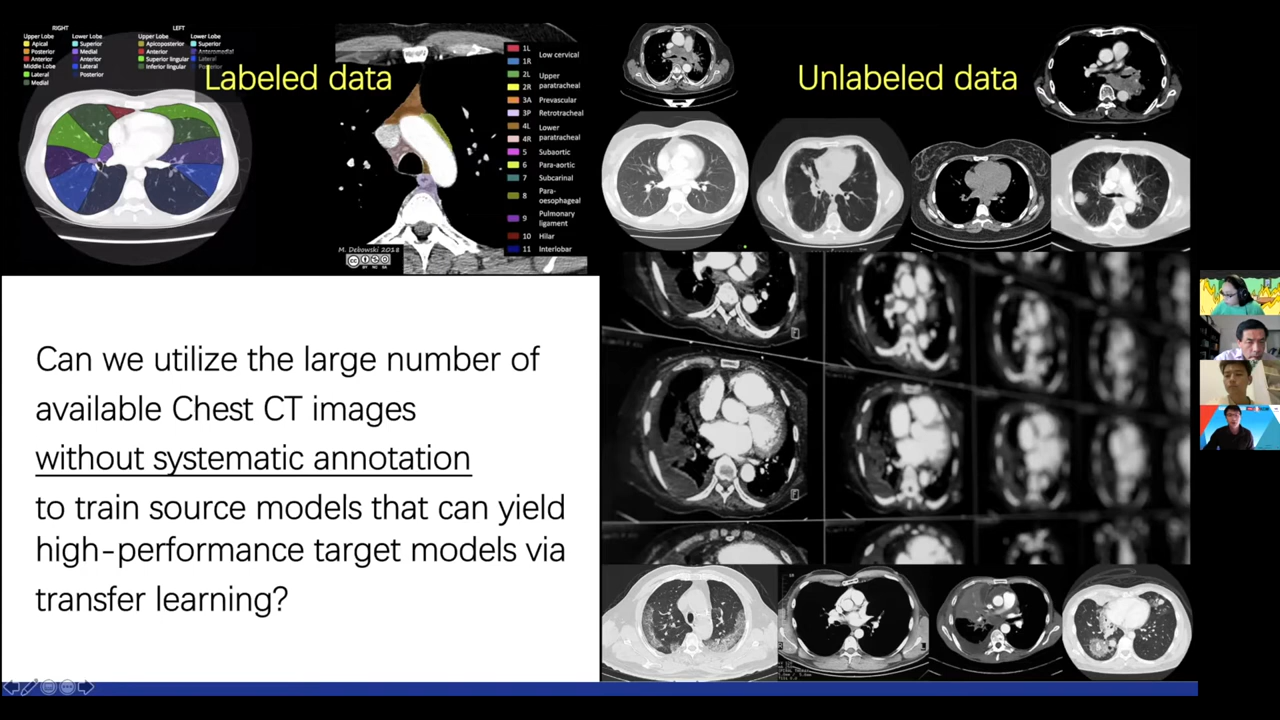 RIGHT
LEFT
Upper Lobe
Lower Lobe
Upper Lobe
Lower Lobe
Apical
Superior
Apicoposterior
Superior
Posterior
Medial
Anterior
Anteromedial
Anterior
Anterior
Superior lingular
Lateral
Middle Lobe
Lateral
Inferior lingular
Lateral
Posterior
Medial
Labeled data
1L
Low cervical
1R
2L
Upper
paratracheal
2R
3A
Prevascular
3P
Retrotracheal
4L
Lower
paratracheal
4R
5
Subaortic
6
Para-aortic
7
Subcarinal
8
Para-
oesophageal
9
Pulmonary
ligament
10
Hilar
11
Interlobar
M. Debowski 2018
Unlabeled data
Can we utilize the large number of
available Chest CT images
without systematic annotation
to train source models that can yield
high-performance target models via
transfer learning?